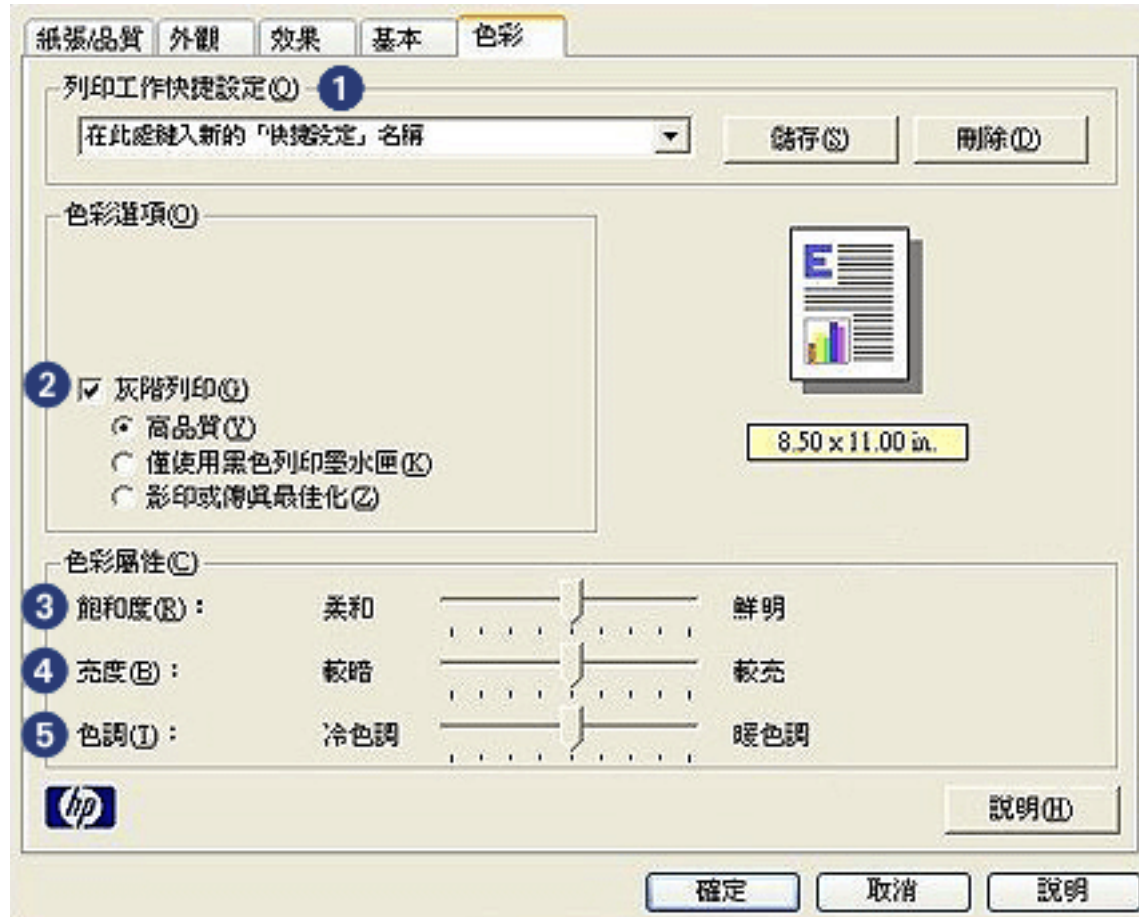 紙張/品質 外觀 效果 基本 色彩
列印工作快捷設定(Q) 1
在此處鍵入新的「快捷設定」名稱 儲存(S) 刪除(D)
色彩選項(O)
E
2 灰階列印(G)
高品質(Y)
僅使用黑色列印墨水匣(K)
影印或傳真最佳化(Z)
8.50 x 11.00 in.
色彩屬性(C)
3 飽和度(R)： 柔和 鮮明
4 亮度(B)： 較暗 較亮
5 色調(I)： 冷色調 暖色調
hp 說明(H)
確定 取消 說明